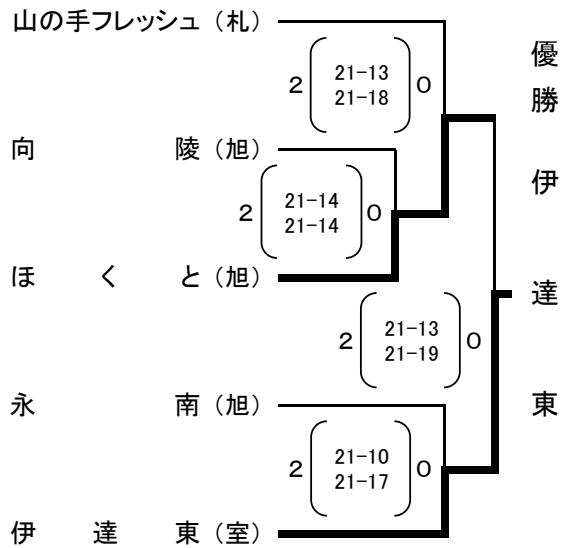 山の手フレッシュ（札）
2 21-13 0
21-18
向陵（旭）
2 21-14 0
21-14
ほくと（旭）
2 21-13 0
21-19
永南（旭）
2 21-10 0
21-17
伊達東（室）
優勝 伊達東